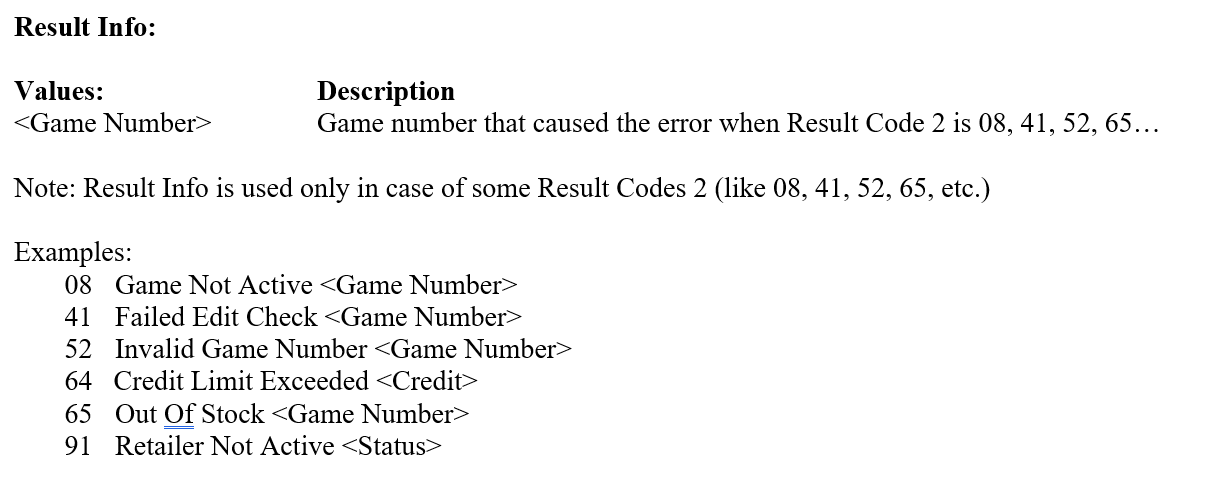 Result Info:
Values: Description
<Game Number> Game number that caused the error when Result Code 2 is 08, 41, 52, 65…
Note: Result Info is used only in case of some Result Codes 2 (like 08, 41, 52, 65, etc.)
Examples:
08 Game Not Active <Game Number>
41 Failed Edit Check <Game Number>
52 Invalid Game Number <Game Number>
64 Credit Limit Exceeded <Credit>
65 Out Of Stock <Game Number>
91 Retailer Not Active <Status>